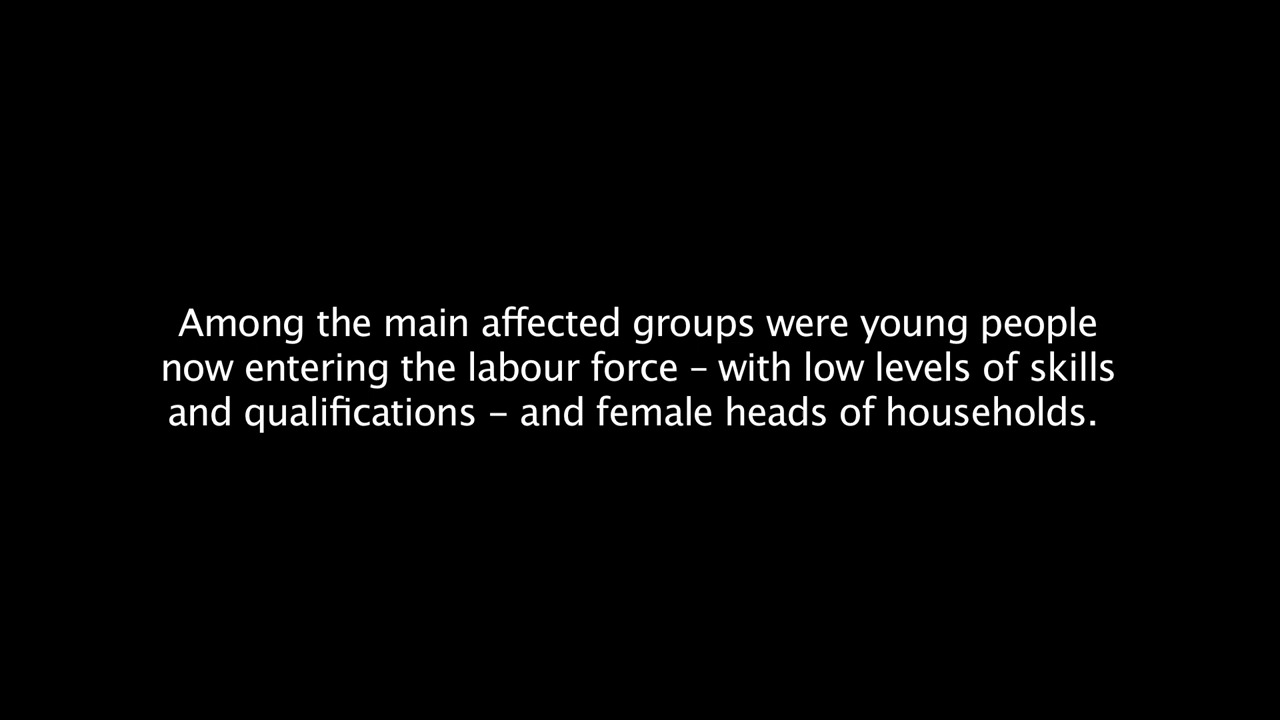 Among the main affected groups were young people
now entering the labour force – with low levels of skills
and qualifications – and female heads of households.